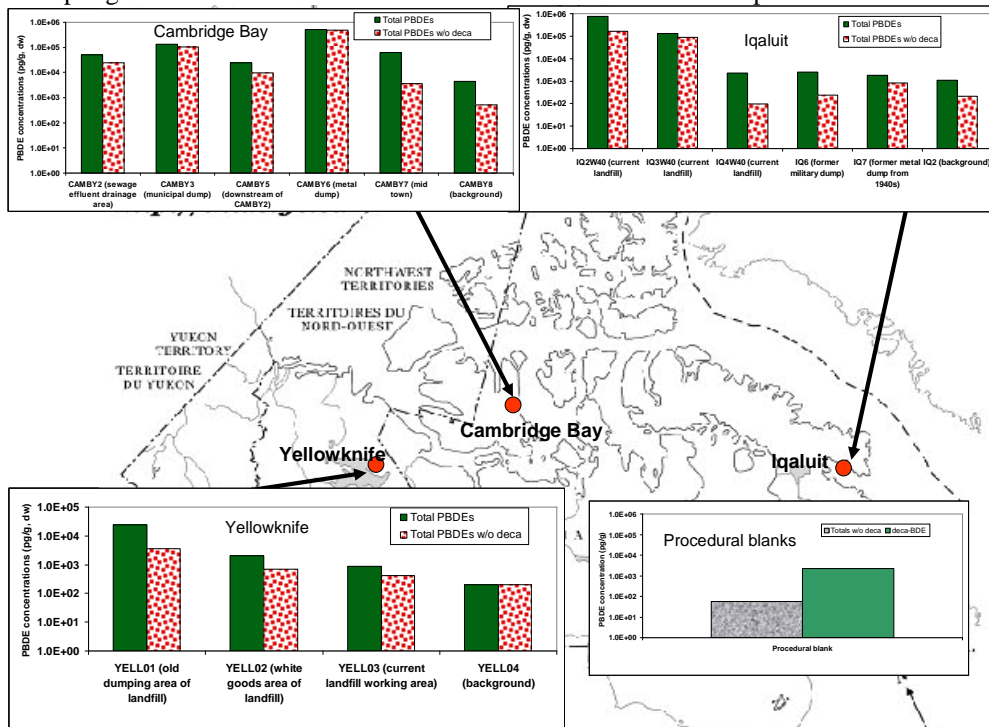 Cambridge Bay
Total PBDEs
Total PBDEs w/o deca
PBDE concentrations (pg/g, dw)
1.0E+06
1.0E+05
1.0E+04
1.0E+03
1.0E+02
1.0E+01
1.0E+00
CAMBY2 (sewage
effluent drainage
area)
CAMBY3
(municipal dump)
CAMBY5
(downstream of
CAMBY2)
CAMBY6 (metal
dump)
CAMBY7 (mid
town)
CAMBY8
(background)
Iqaluit
Total PBDEs
Total PBDEs w/o deca
PBDE concentrations (pg/g, dw)
1.0E+06
1.0E+05
1.0E+04
1.0E+03
1.0E+02
1.0E+01
1.0E+00
IQ2W40 (current
landfill)
IQ3W40 (current
landfill)
IQ4W40 (current
landfill)
IQ6 (former
military dump)
IQ7 (former metal
dump from
1940s)
IQ2 (background)
NORTHWEST
TERRITORIES
TERRITOIRES DU
NORD-OUEST
YUKON
TERRITORY
TERRITOIRE
DU YUKON
Cambridge Bay
Yellowknife
Iqaluit
Yellowknife
Total PBDEs
Total PBDEs w/o deca
PBDE concentrations (pg/g, dw)
1.0E+05
1.0E+04
1.0E+03
1.0E+02
1.0E+01
1.0E+00
YELL01 (old
dumping area of
landfill)
YELL02 (white
goods area of
landfill)
YELL03 (current
landfill working area)
YELL04
(background)
Procedural blanks
Totals w/o deca
deca-BDE
PBDE concentration (pg/g)
1.0E+06
1.0E+05
1.0E+04
1.0E+03
1.0E+02
1.0E+01
1.0E+00
Procedural blank